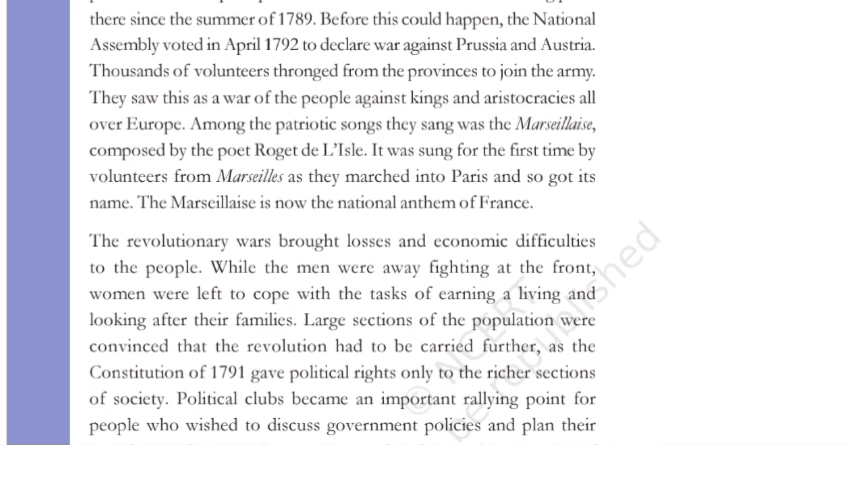 there since the summer of 1789. Before this could happen, the National
Assembly voted in April 1792 to declare war against Prussia and Austria.
Thousands of volunteers thronged from the provinces to join the army.
They saw this as a war of the people against kings and aristocracies all
over Europe. Among the patriotic songs they sang was the Marseillaise,
composed by the poet Roget de L'Isle. It was sung for the first time by
volunteers from Marseilles as they marched into Paris and so got its
name. The Marseillaise is now the national anthem of France.
The revolutionary wars brought losses and economic difficulties
to the people. While the men were away fighting at the front,
women were left to cope with the tasks of earning a living and
looking after their families. Large sections of the population were
convinced that the revolution had to be carried further, as the
Constitution of 1791 gave political rights only to the richer sections
of society. Political clubs became an important rallying point for
people who wished to discuss government policies and plan their
© NCERT
be republished